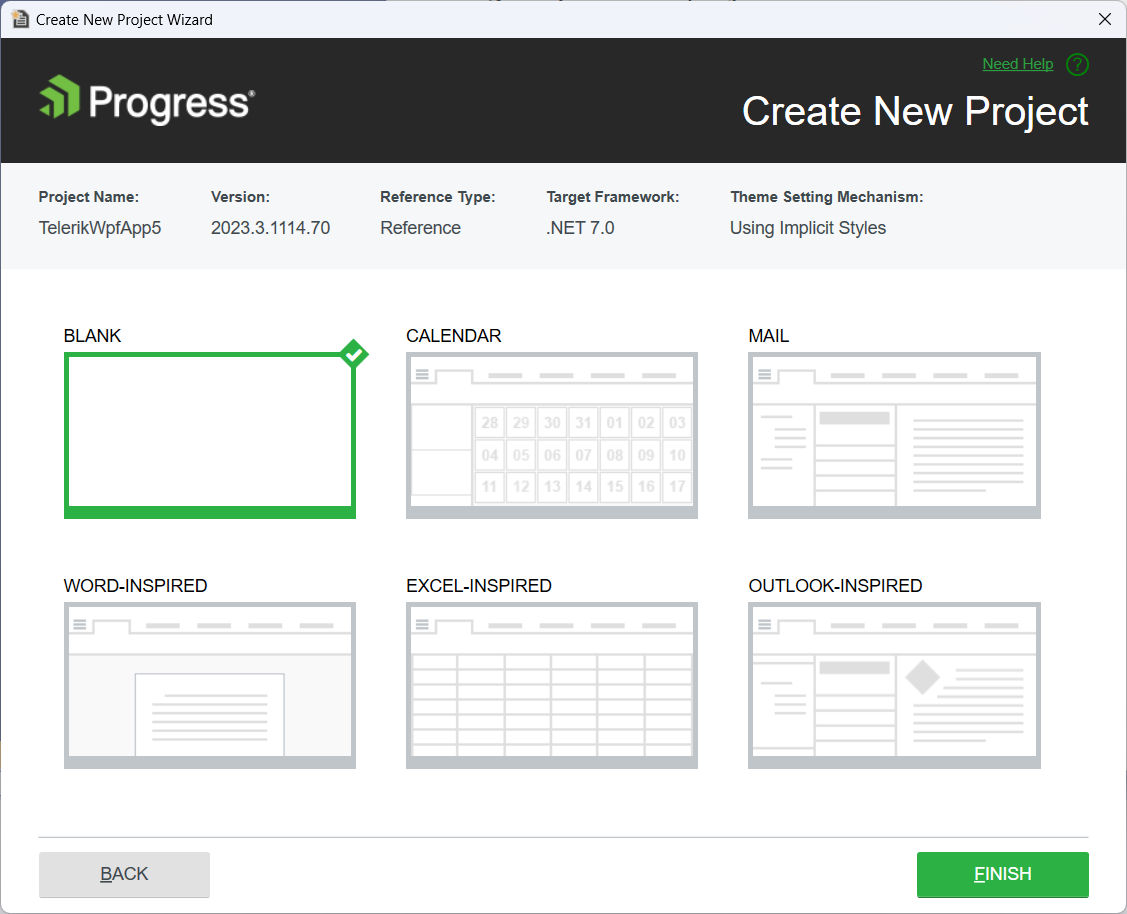 Create New Project Wizard
Need Help ?
Progress®
Create New Project
Project Name: Version: Reference Type: Target Framework: Theme Setting Mechanism:
TelerikWpfApp5 2023.3.1114.70 Reference .NET 7.0 Using Implicit Styles
BLANK CALENDAR MAIL
28 29 30 31 01 02 03
04 05 06 07 08 09 10
11 12 13 14 15 16 17
WORD-INSPIRED EXCEL-INSPIRED OUTLOOK-INSPIRED
BACK FINISH